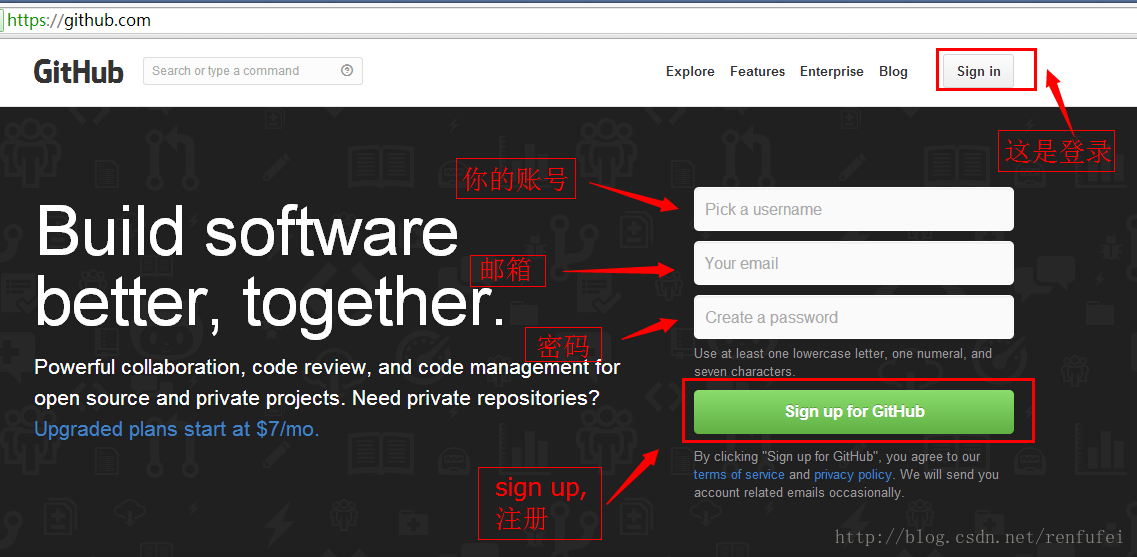 https://github.com
GitHub
Search or type a command
Explore Features Enterprise Blog
Sign in
这是登录
你的账号
Pick a username
Build software
better, together.
邮箱
Your email
密码
Create a password
Use at least one lowercase letter, one numeral, and
seven characters.
Powerful collaboration, code review, and code management for
open source and private projects. Need private repositories?
Upgraded plans start at $7/mo.
Sign up for GitHub
By clicking "Sign up for GitHub", you agree to our
terms of service and privacy policy. We will send you
account related emails occasionally.
sign up,
注册
http://blog.csdn.net/renfufei